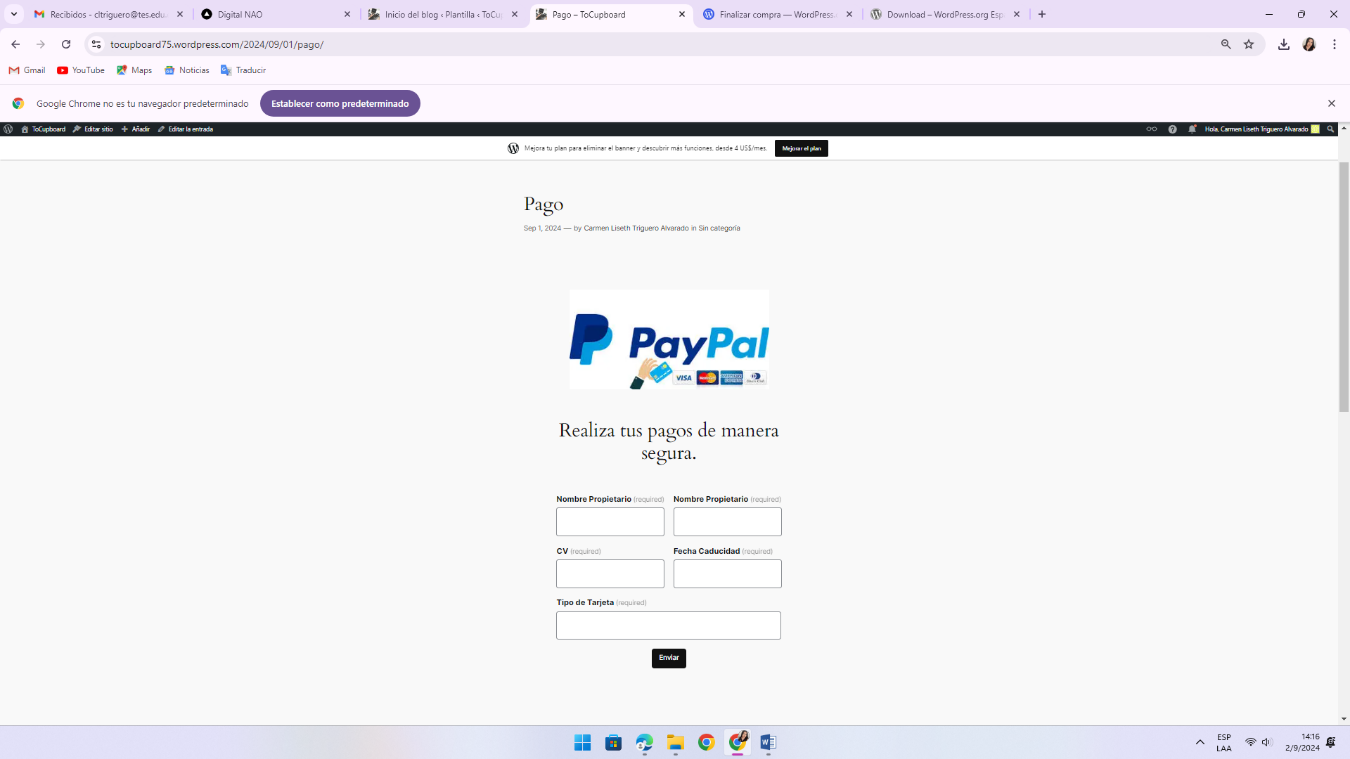 Recibidos - cltriguero@tes.edu.
Digital NAO
Inicio del blog ‹ Plantilla ‹ ToCu
Pago – ToCupboard
Finalizar compra — WordPress.
Download – WordPress.org Esp
tocupboard75.wordpress.com/2024/09/01/pago/
Gmail
YouTube
Maps
Noticias
Traducir
Google Chrome no es tu navegador predeterminado
Establecer como predeterminado
ToCupboard
Editar sitio
Añadir
Editar la entrada
Hola, Carmen Liseth Triguero Alvarado
Mejora tu plan para eliminar el banner y descubrir más funciones, desde 4 US$/mes.
Mejorar el plan
Pago
Sep 1, 2024 — by Carmen Liseth Triguero Alvarado in Sin categoría
PayPal
VISA
Realiza tus pagos de manera
segura.
Nombre Propietario (required)
Nombre Propietario (required)
CV (required)
Fecha Caducidad (required)
Tipo de Tarjeta (required)
Enviar
ESP
LAA
14:16
2/9/2024